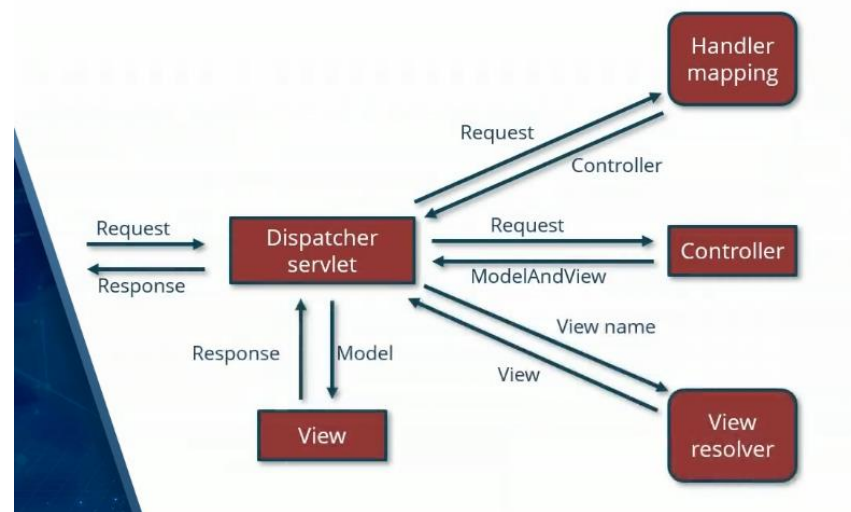 Handler
mapping
Request
Controller
Request
Response
Dispatcher
servlet
Request
ModelAndView
Controller
View name
View
Response
Model
View
View
resolver